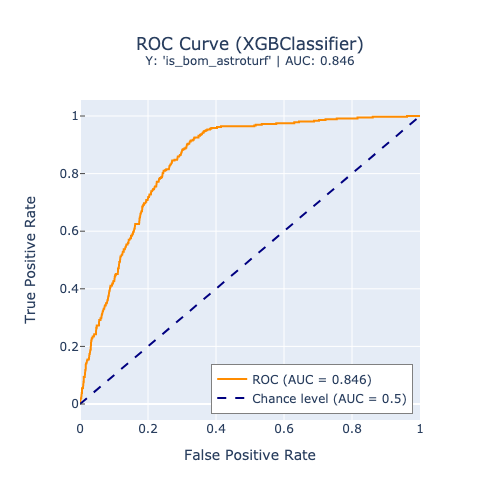 ROC Curve (XGBClassifier)
Y: 'is_bom_astroturf' | AUC: 0.846
1
0.8
0.6
0.4
0.2
0
True Positive Rate
ROC (AUC = 0.846)
Chance level (AUC = 0.5)
0 0.2 0.4 0.6 0.8 1
False Positive Rate